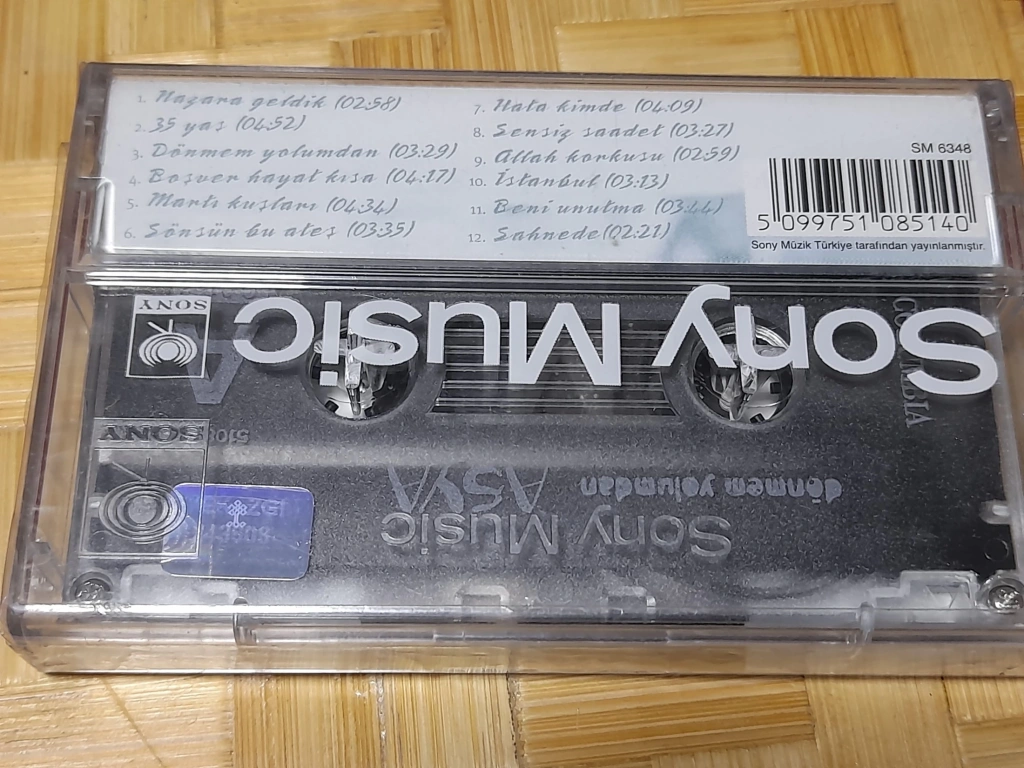 1. Nazara geldik (02:58)
2. 35 yaş (04:52)
3. Dönmem yolumdan (03:29)
4. Boşver hayat kısa (04:17)
5. Martı kuşları (04:34)
6. Sönsün bu ateş (03:35)
7. Hata kimde (04:09)
8. Sensiz saadet (03:27)
9. Allah korkusu (02:59)
10. İstanbul (03:13)
11. Beni unutma (03:44)
12. Sahnede (02:21)
SM 6348
5 099751 085140
Sony Müzik Türkiye tarafından yayınlanmıştır.
Sony Music
SONY
COLUMBIA
A
SONY
ASYA
dönmem yolumdan
Sony Music